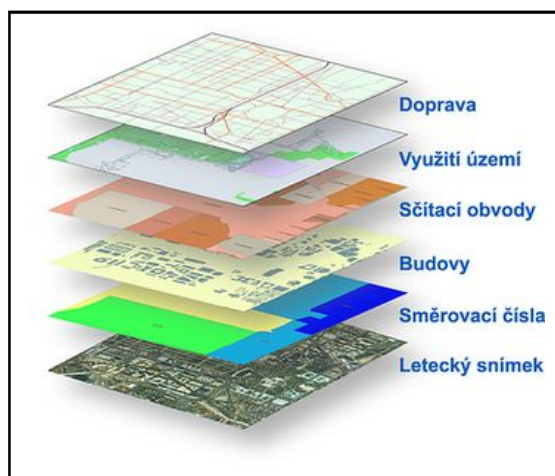 Doprava
Využití území
Sčítací obvody
Budovy
Směrovací čísla
Letecký snímek